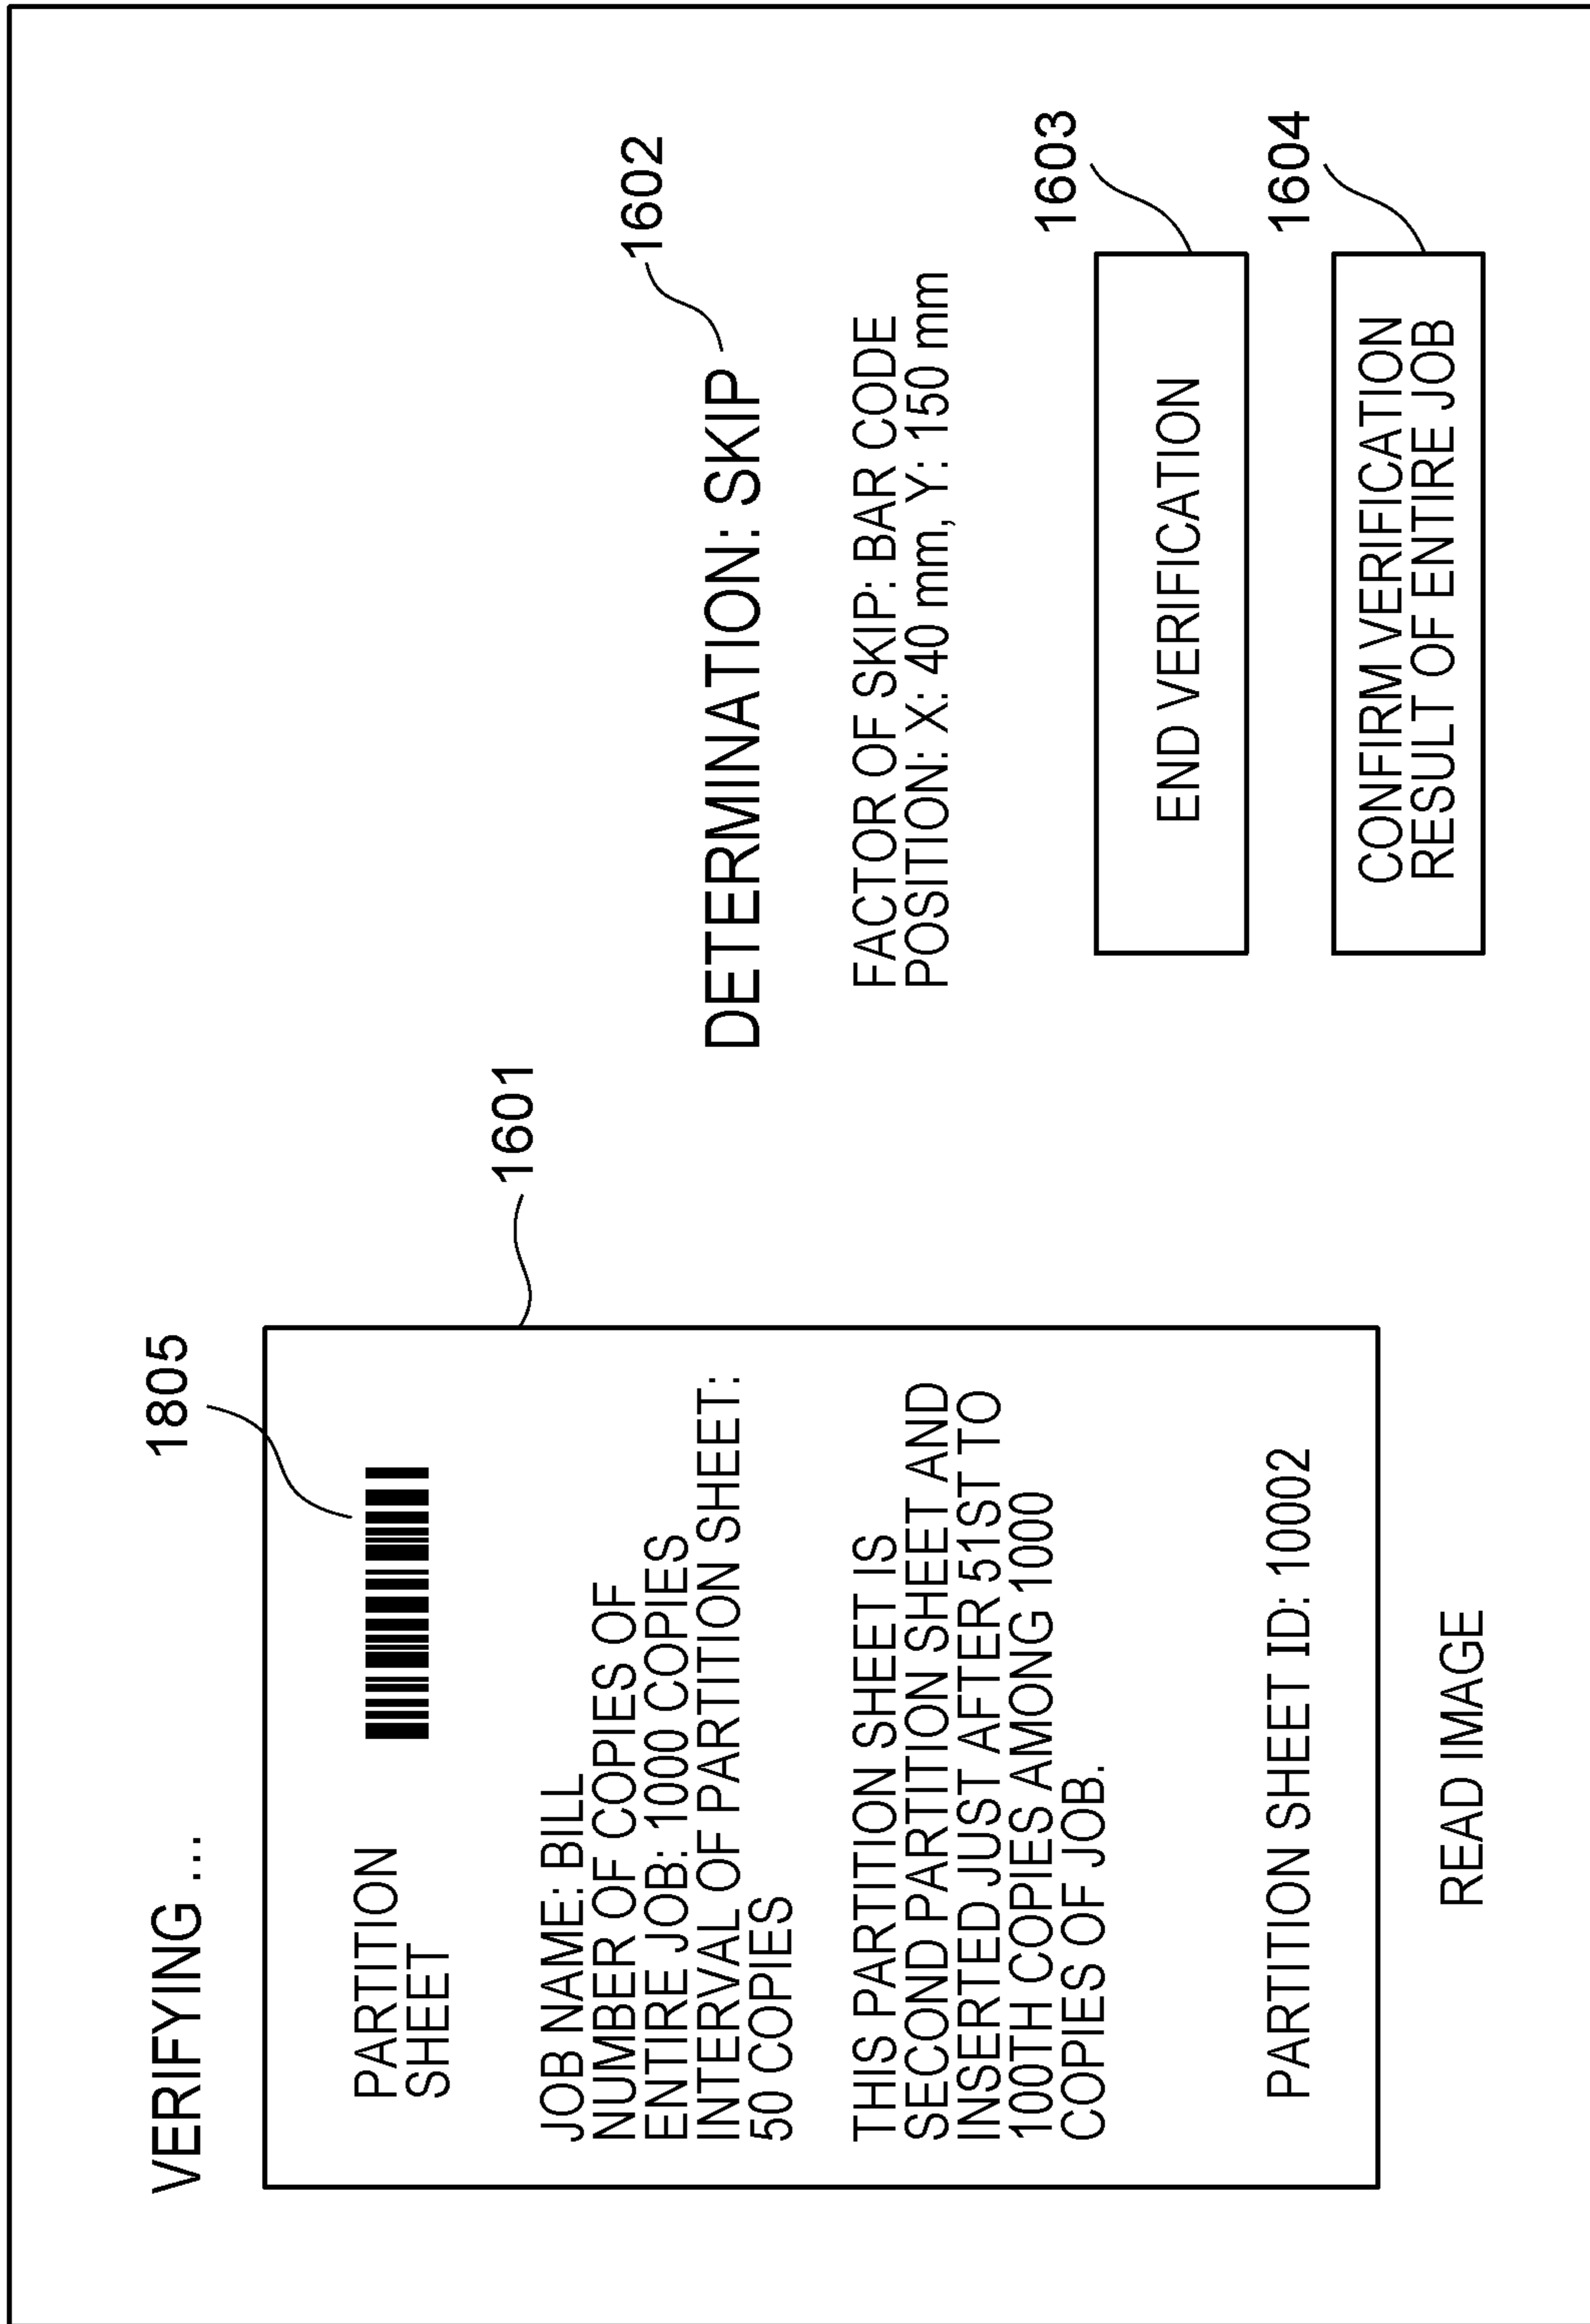 VERIFYING ...
1805
PARTITION
SHEET
JOB NAME: BILL
NUMBER OF COPIES OF
ENTIRE JOB: 1000 COPIES
INTERVAL OF PARTITION SHEET:
50 COPIES
THIS PARTITION SHEET IS
SECOND PARTITION SHEET AND
INSERTED JUST AFTER 51ST TO
100TH COPIES AMONG 1000
COPIES OF JOB.
PARTITION SHEET ID: 10002
READ IMAGE
1601
DETERMINATION: SKIP
1602
FACTOR OF SKIP: BAR CODE
POSITION: X: 40 mm, Y: 150 mm
1603
END VERIFICATION
1604
CONFIRM VERIFICATION
RESULT OF ENTIRE JOB